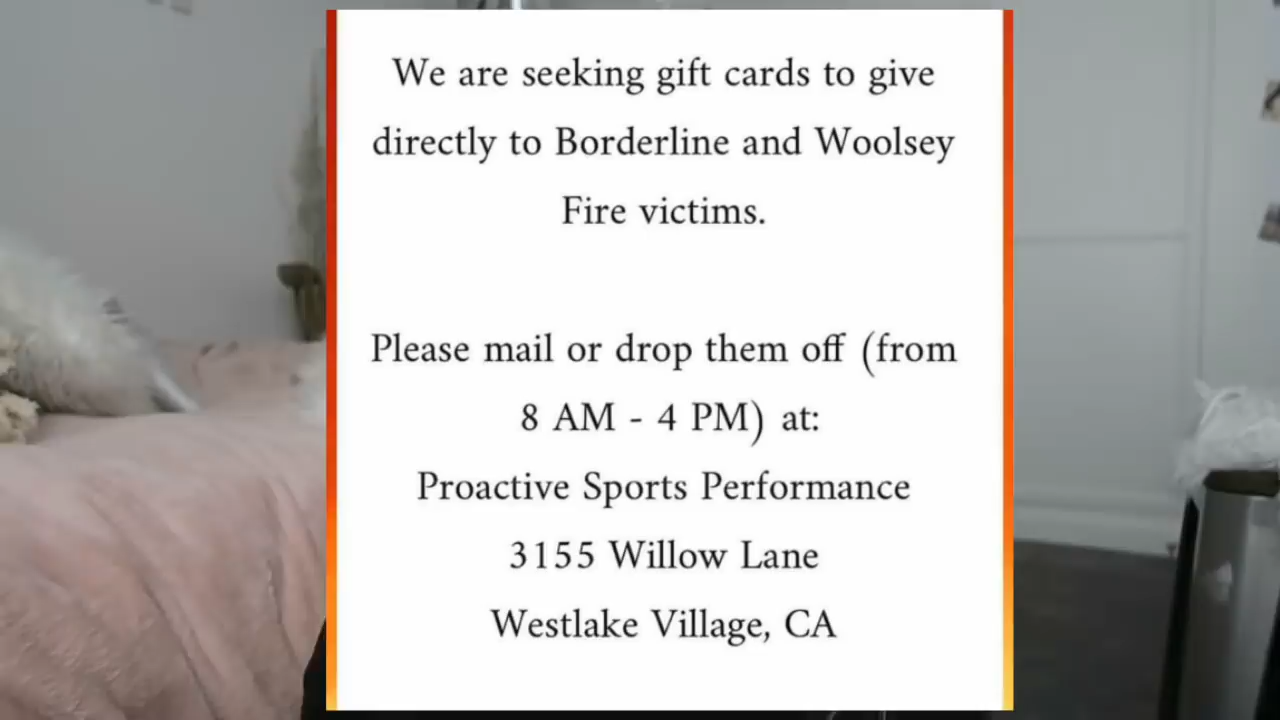 We are seeking gift cards to give
directly to Borderline and Woolsey
Fire victims.
Please mail or drop them off (from
8 AM - 4 PM) at:
Proactive Sports Performance
3155 Willow Lane
Westlake Village, CA